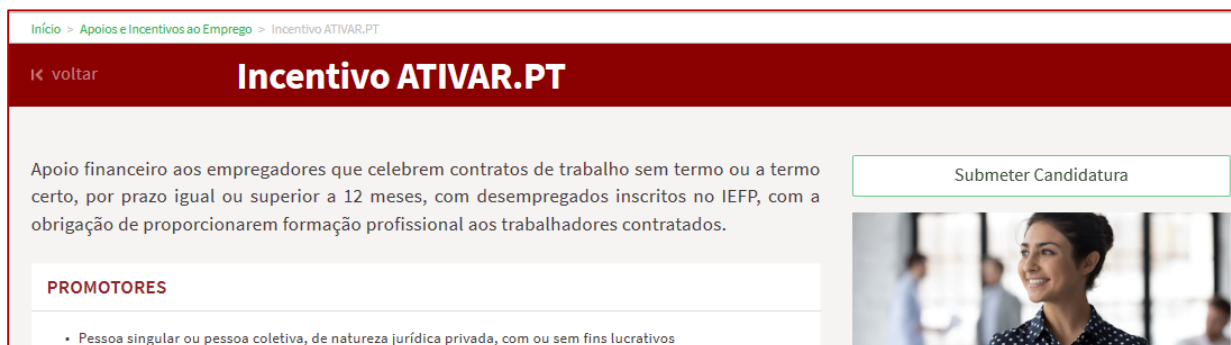 Início > Apoios e Incentivos ao Emprego > Incentivo ATIVAR.PT
voltar
Incentivo ATIVAR.PT
Apoio financeiro aos empregadores que celebrem contratos de trabalho sem termo ou a termo
certo, por prazo igual ou superior a 12 meses, com desempregados inscritos no IEFP, com a
obrigação de proporcionarem formação profissional aos trabalhadores contratados.
Submeter Candidatura
PROMOTORES
• Pessoa singular ou pessoa coletiva, de natureza jurídica privada, com ou sem fins lucrativos